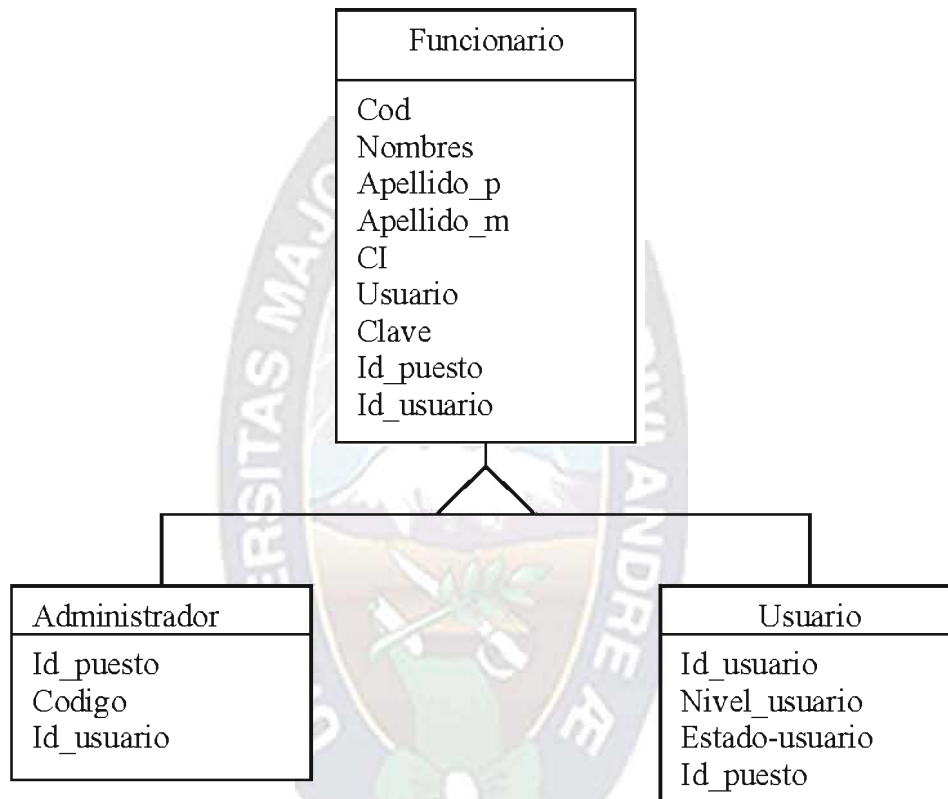 Funcionario
Cod
Nombres
Apellido_p
Apellido_m
CI
Usuario
Clave
Id_puesto
Id_usuario
Administrador
Id_puesto
Codigo
Id_usuario
Usuario
Id_usuario
Nivel_usuario
Estado-usuario
Id_puesto